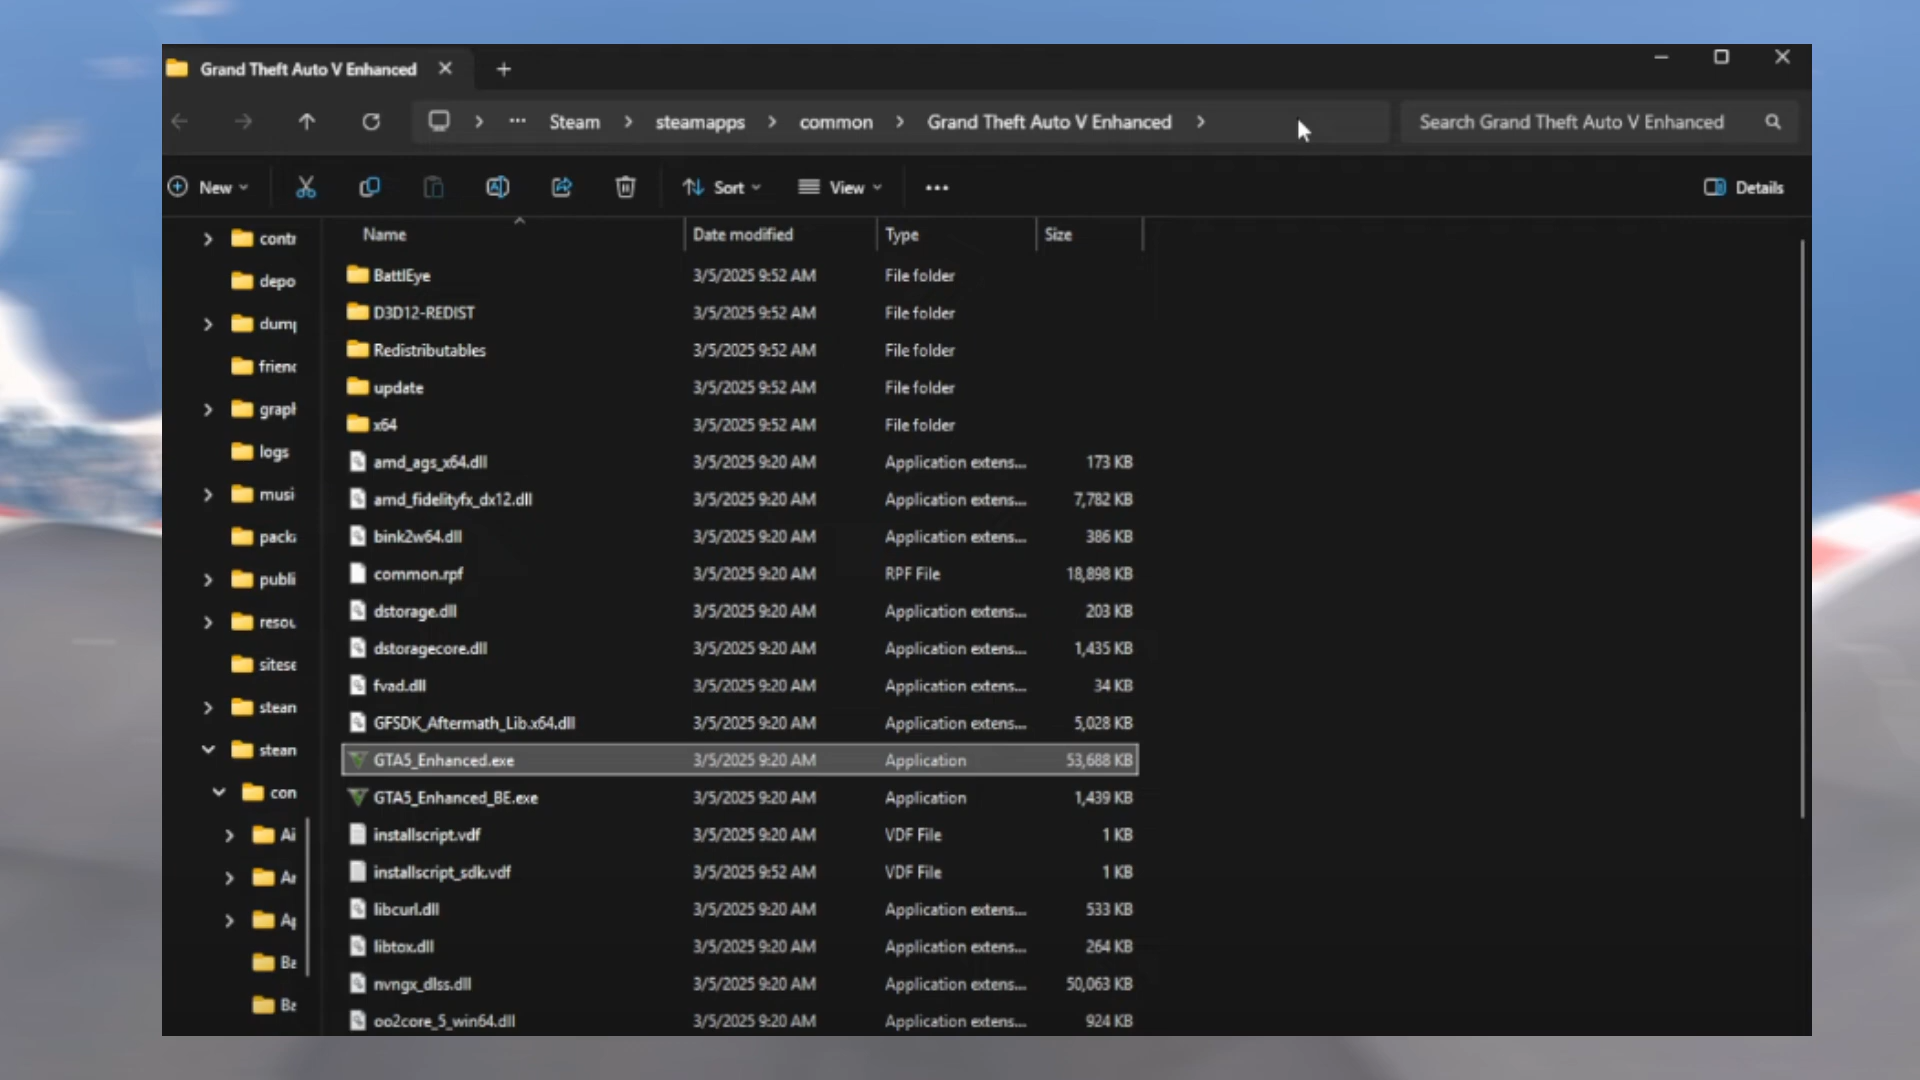 Grand Theft Auto V Enhanced
Steam steamapps common Grand Theft Auto V Enhanced Search Grand Theft Auto V Enhanced
New Sort View Details
Name Date modified Type Size
BattlEye 3/5/2025 9:52 AM File folder
D3D12-REDIST 3/5/2025 9:52 AM File folder
Redistributables 3/5/2025 9:52 AM File folder
update 3/5/2025 9:52 AM File folder
x64 3/5/2025 9:52 AM File folder
amd_ags_x64.dll 3/5/2025 9:20 AM Application extens... 173 KB
amd_fidelityfx_dx12.dll 3/5/2025 9:20 AM Application extens... 7,782 KB
bink2w64.dll 3/5/2025 9:20 AM Application extens... 386 KB
common.rpf 3/5/2025 9:20 AM RPF File 18,898 KB
dstorage.dll 3/5/2025 9:20 AM Application extens... 203 KB
dstoragecore.dll 3/5/2025 9:20 AM Application extens... 1,435 KB
fvad.dll 3/5/2025 9:20 AM Application extens... 34 KB
GFSDK_Aftermath_Lib.x64.dll 3/5/2025 9:20 AM Application extens... 5,028 KB
GTA5_Enhanced.exe 3/5/2025 9:20 AM Application 53,688 KB
GTA5_Enhanced_BE.exe 3/5/2025 9:20 AM Application 1,439 KB
installscript.vdf 3/5/2025 9:20 AM VDF File 1 KB
installscript_sdk.vdf 3/5/2025 9:52 AM VDF File 1 KB
libcurl.dll 3/5/2025 9:20 AM Application extens... 533 KB
libtox.dll 3/5/2025 9:20 AM Application extens... 264 KB
nvngx_dlss.dll 3/5/2025 9:20 AM Application extens... 50,063 KB
oo2core_5_win64.dll 3/5/2025 9:20 AM Application extens... 924 KB
contr
depo
dump
friend
graph
logs
musi
packa
publi
resou
sitese
stean
stean
con
Ai
Ar
Ap
Ba
Ba